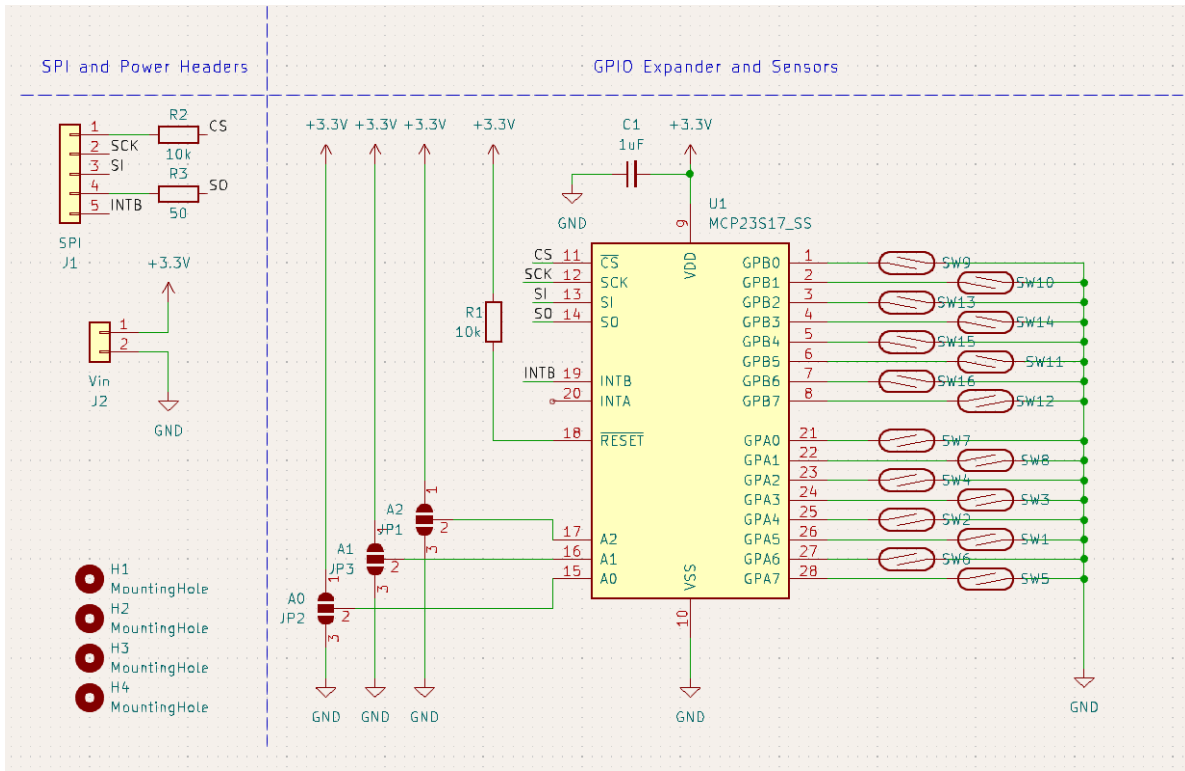 SPI and Power Headers
GPIO Expander and Sensors
R2
CS
10k
1
2
3
4
5
SCK
SI
R3
SO
50
INTB
SPI
J1
+3.3V
1
2
Vin
J2
GND
H1
MountingHole
H2
MountingHole
H3
MountingHole
H4
MountingHole
+3.3V +3.3V +3.3V +3.3V
C1
1uF
+3.3V
GND
R1
10k
U1
MCP23S17_SS
9
VDD
CS 11 CS
SCK 12 SCK
SI 13 SI
SO 14 SO
INTB 19 INTB
20 INTA
18 RESET
17 A2
16 A1
15 A0
VSS
10
GND
A2
JP1
1
2
3
A1
JP3
1
2
3
A0
JP2
1
2
3
GND GND GND
GPB0 1 SW9
GPB1 2 SW10
GPB2 3 SW13
GPB3 4 SW14
GPB4 5 SW15
GPB5 6 SW11
GPB6 7 SW16
GPB7 8 SW12
GPA0 21 SW7
GPA1 22 SW8
GPA2 23 SW4
GPA3 24 SW3
GPA4 25 SW2
GPA5 26 SW1
GPA6 27 SW6
GPA7 28 SW5
GND